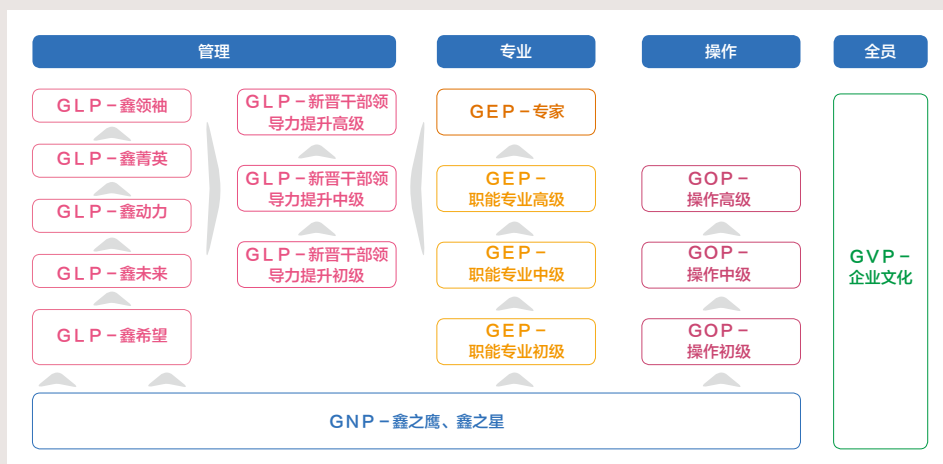 管理
专业
操作
全员
GLP-鑫领袖
GLP-鑫菁英
GLP-鑫动力
GLP-鑫未来
GLP-鑫希望
GLP-新晋干部领
导力提升高级
GLP-新晋干部领
导力提升中级
GLP-新晋干部领
导力提升初级
GEP-专家
GEP-
职能专业高级
GEP-
职能专业中级
GEP-
职能专业初级
GOP-
操作高级
GOP-
操作中级
GOP-
操作初级
GVP-
企业文化
GNP-鑫之鹰、鑫之星